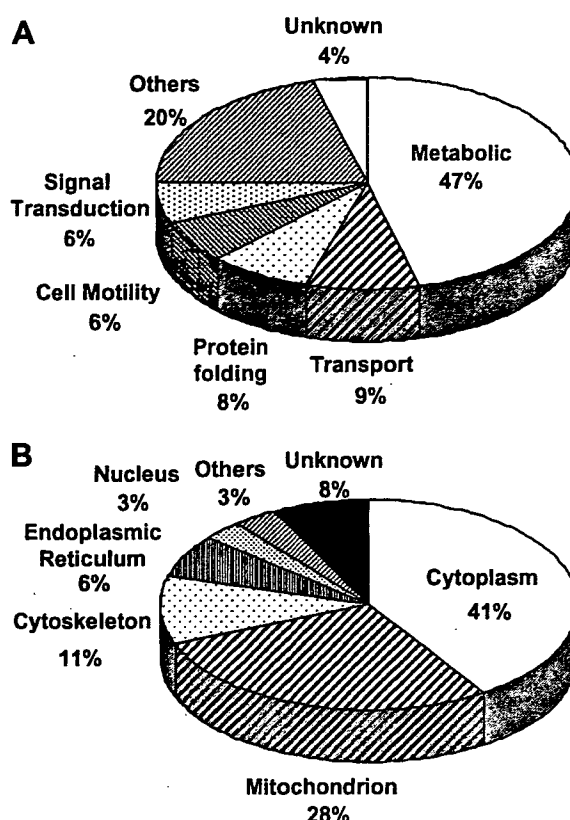 A
Unknown
4%
Others
20%
Metabolic
47%
Signal
Transduction
6%
Cell Motility
6%
Protein
folding
8%
Transport
9%
B
Nucleus
3%
Others
3%
Unknown
8%
Endoplasmic
Reticulum
6%
Cytoplasm
41%
Cytoskeleton
11%
Mitochondrion
28%